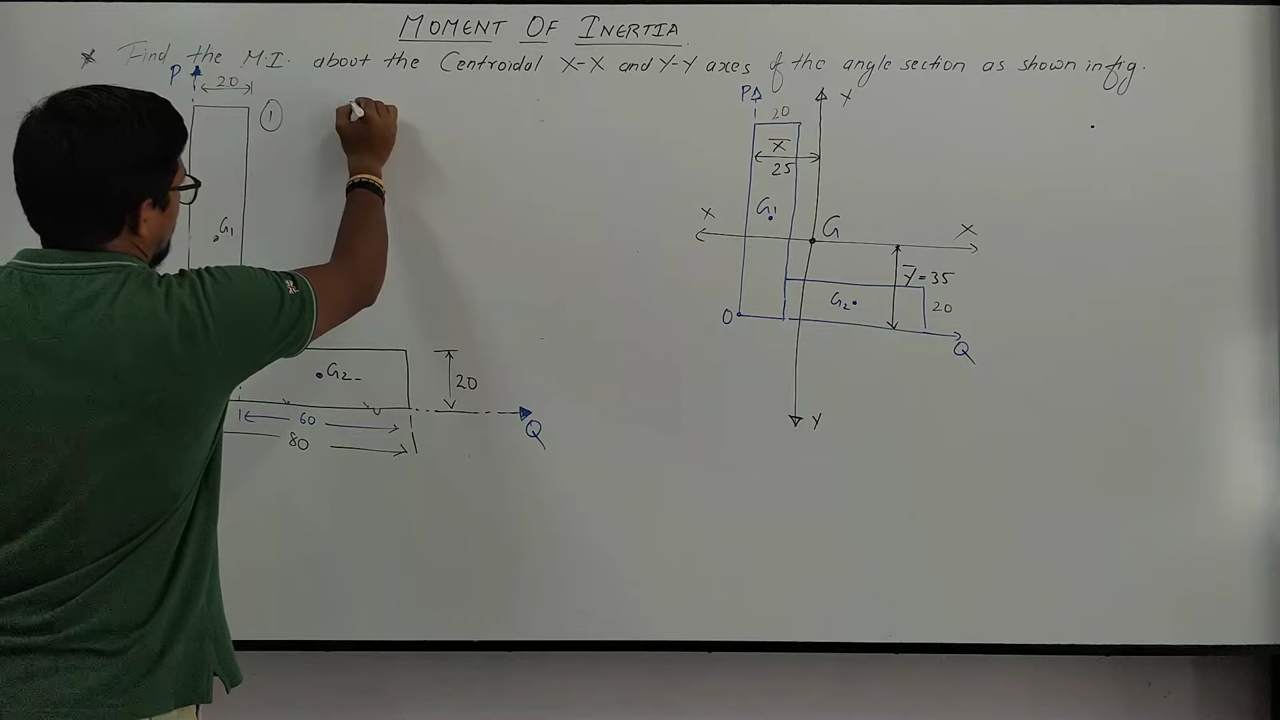 MOMENT OF INERTIA
* Find the M.I. about the Centroidal X-X and Y-Y axes of the angle section as shown in fig.
P
20
1
G1
G2
20
60
80
Q
P
20
Y
X
25
G1
X
G
X
Y = 35
G2
20
O
Q
Y